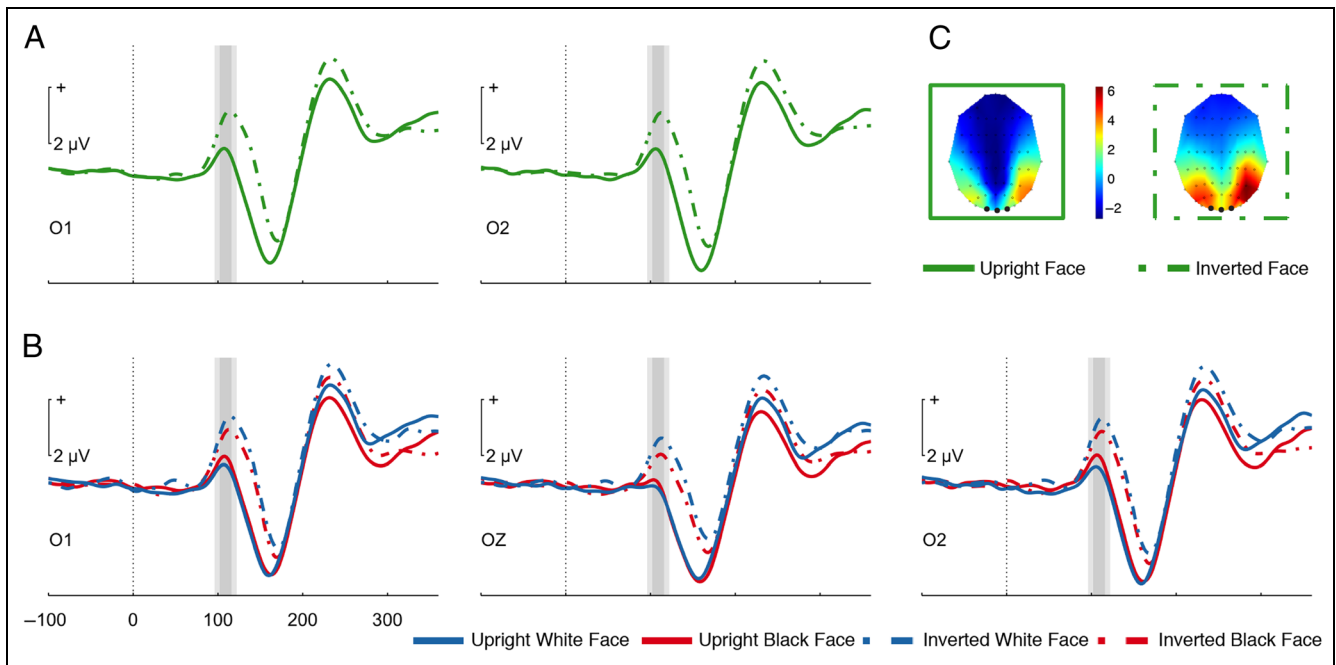 A
C
+
2 μV
O1
+
2 μV
O2
6
4
2
0
−2
Upright Face
Inverted Face
B
+
2 μV
O1
+
2 μV
OZ
+
2 μV
O2
−100 0 100 200 300
Upright White Face Upright Black Face Inverted White Face Inverted Black Face